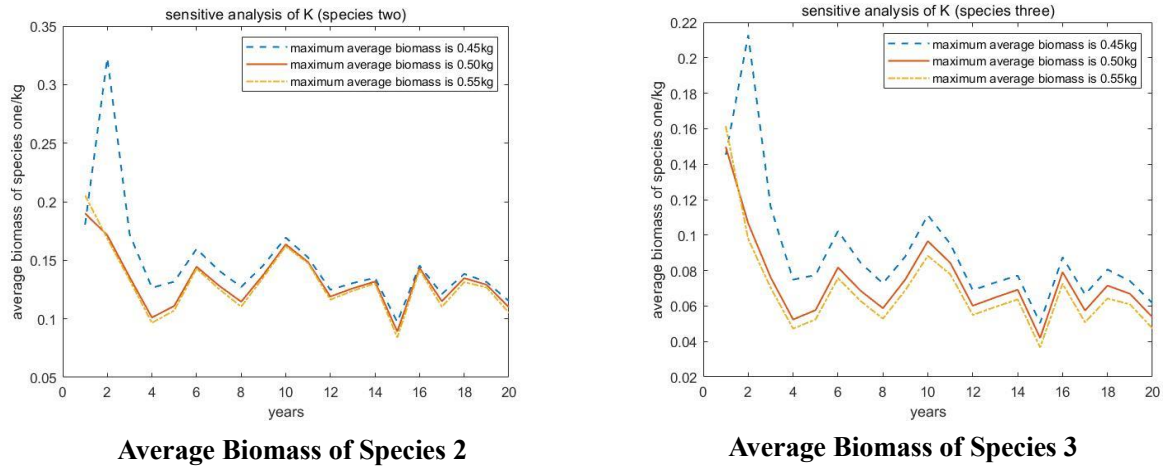 sensitive analysis of K (species two)
0.35
0.3
0.25
0.2
0.15
0.1
0.05
average biomass of species one/kg
maximum average biomass is 0.45kg
maximum average biomass is 0.50kg
maximum average biomass is 0.55kg
0 2 4 6 8 10 12 14 16 18 20
years
Average Biomass of Species 2
sensitive analysis of K (species three)
0.22
0.2
0.18
0.16
0.14
0.12
0.1
0.08
0.06
0.04
0.02
average biomass of species one/kg
maximum average biomass is 0.45kg
maximum average biomass is 0.50kg
maximum average biomass is 0.55kg
0 2 4 6 8 10 12 14 16 18 20
years
Average Biomass of Species 3